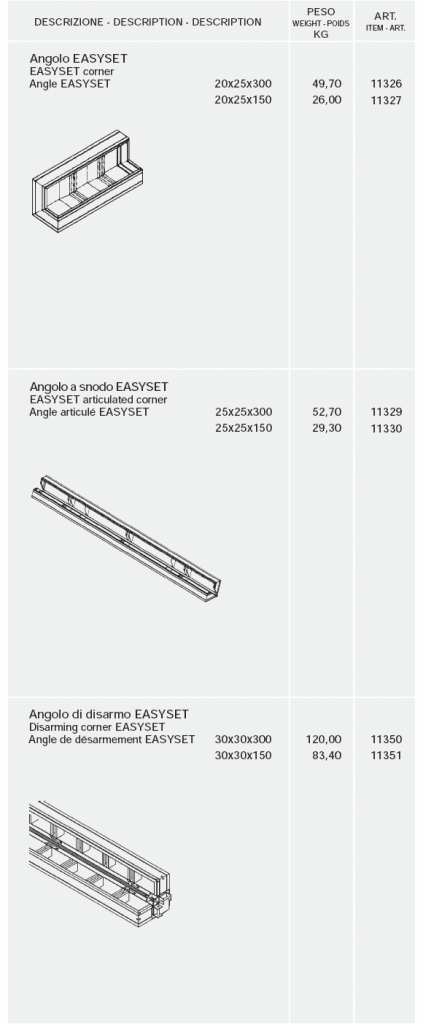 DESCRIZIONE - DESCRIPTION - DESCRIPTION
PESO
WEIGHT - POIDS
KG
ART.
ITEM - ART.
Angolo EASYSET
EASYSET corner
Angle EASYSET 20x25x300 49,70 11326
20x25x150 26,00 11327
Angolo a snodo EASYSET
EASYSET articulated corner
Angle articulé EASYSET 25x25x300 52,70 11329
25x25x150 29,30 11330
Angolo di disarmo EASYSET
Disarming corner EASYSET
Angle de désarmement EASYSET 30x30x300 120,00 11350
30x30x150 83,40 11351